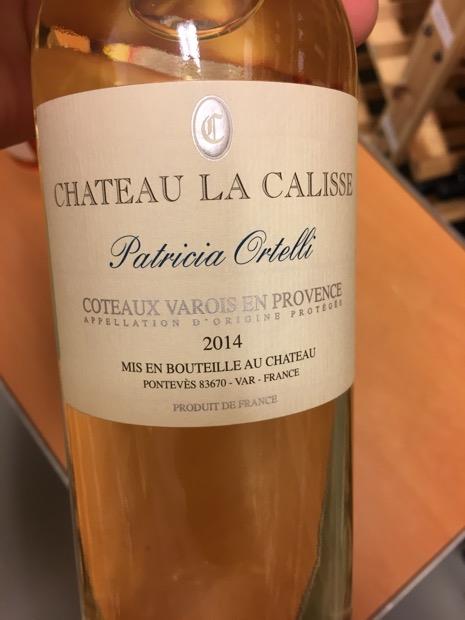 C
CHATEAU LA CALISSE
Patricia Ortelli
COTEAUX VAROIS EN PROVENCE
APPELLATION D'ORIGINE PROTÉGÉE
2014
MIS EN BOUTEILLE AU CHATEAU
PONTEVÈS 83670 - VAR - FRANCE
PRODUIT DE FRANCE